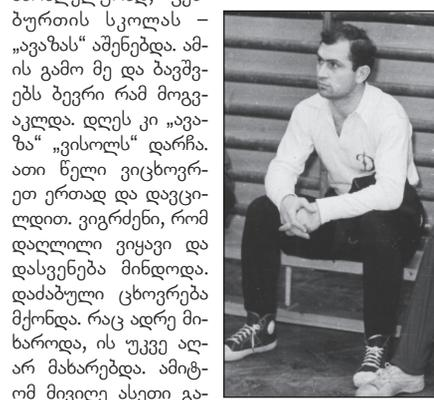 ბურთის სკოლას –
„ავაზას“ აშენებდა. ამ-
ის გამო მე და ბავშვ-
ებს ბევრი რამ მოგვ-
აკლდა. დღეს კი „ავა-
ზა“ „ვისოლს“ დარჩა.
ათი წელი ვიცხოვრ-
ეთ ერთად და დავცი-
ლდით. ვიგრძენი, რომ
დაღლილი ვიყავი და
დასვენება მინდოდა.
დაძაბული ცხოვრება
მქონდა. რაც ადრე მი-
ხაროდა, ის უკვე აღ-
არ მახარებდა. ამიტ-
ომ მივიღე ასეთი გა-